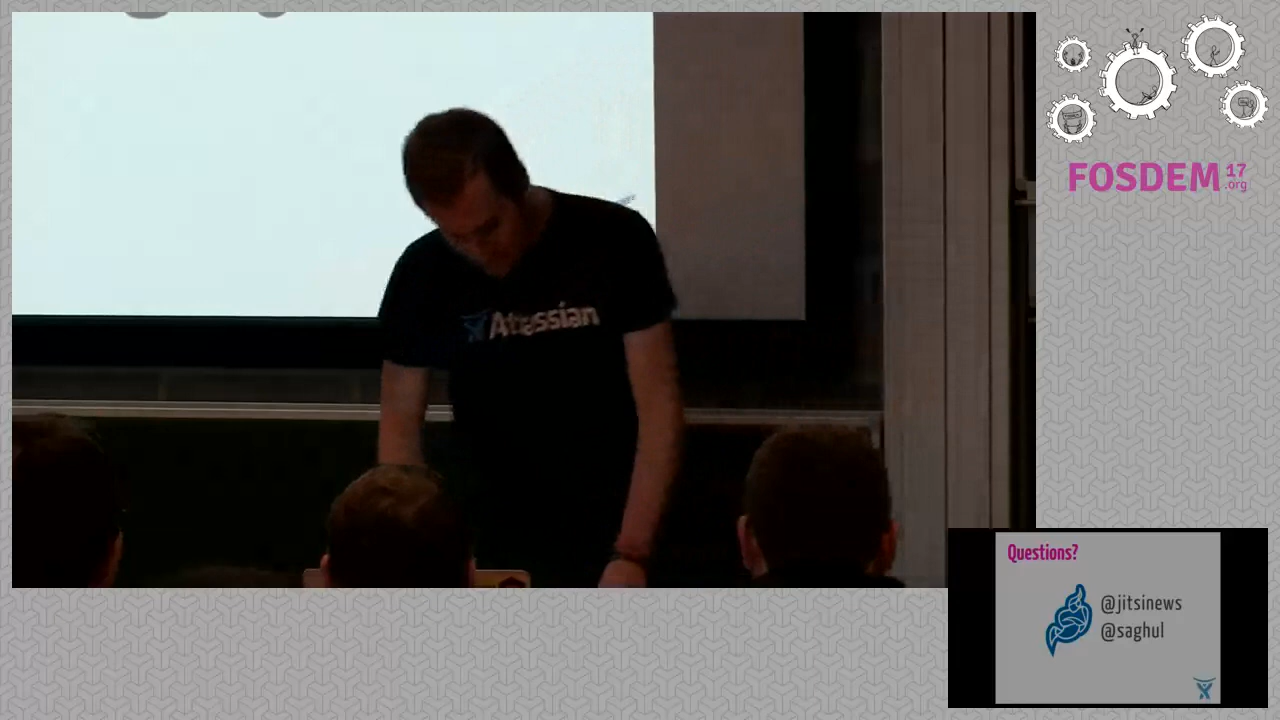 Atlassian
FOSDEM 17
.org
Questions?
@jitsinews
@saghul